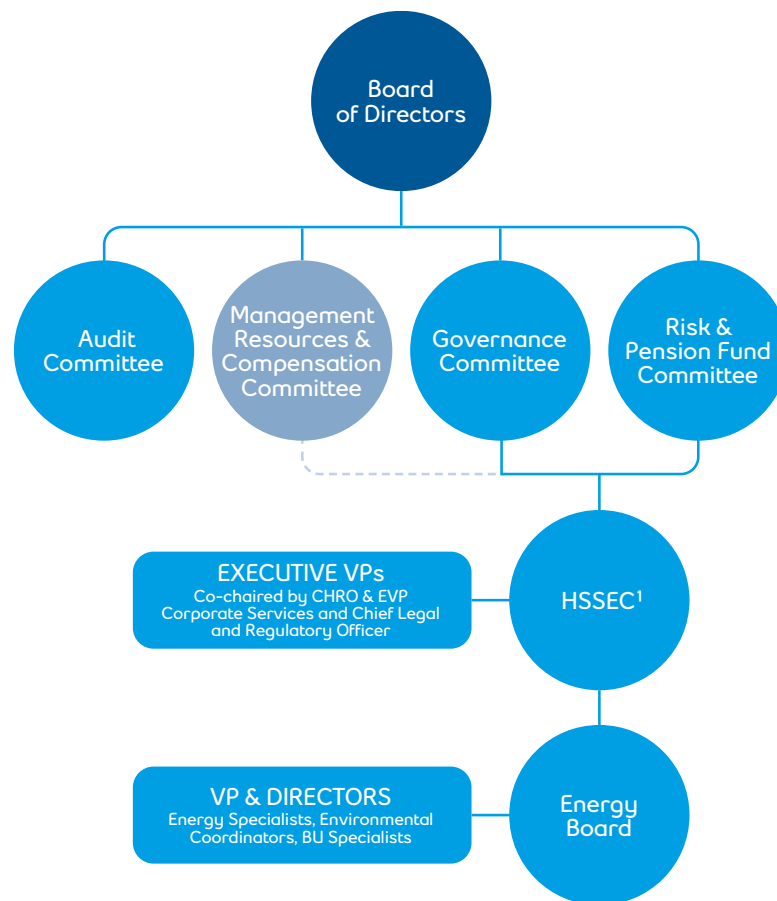 Board
of Directors
Audit
Committee
Management
Resources &
Compensation
Committee
Governance
Committee
Risk &
Pension Fund
Committee
EXECUTIVE VPs
Co-chaired by CHRO & EVP
Corporate Services and Chief Legal
and Regulatory Officer
HSSEC¹
VP & DIRECTORS
Energy Specialists, Environmental
Coordinators, BU Specialists
Energy
Board